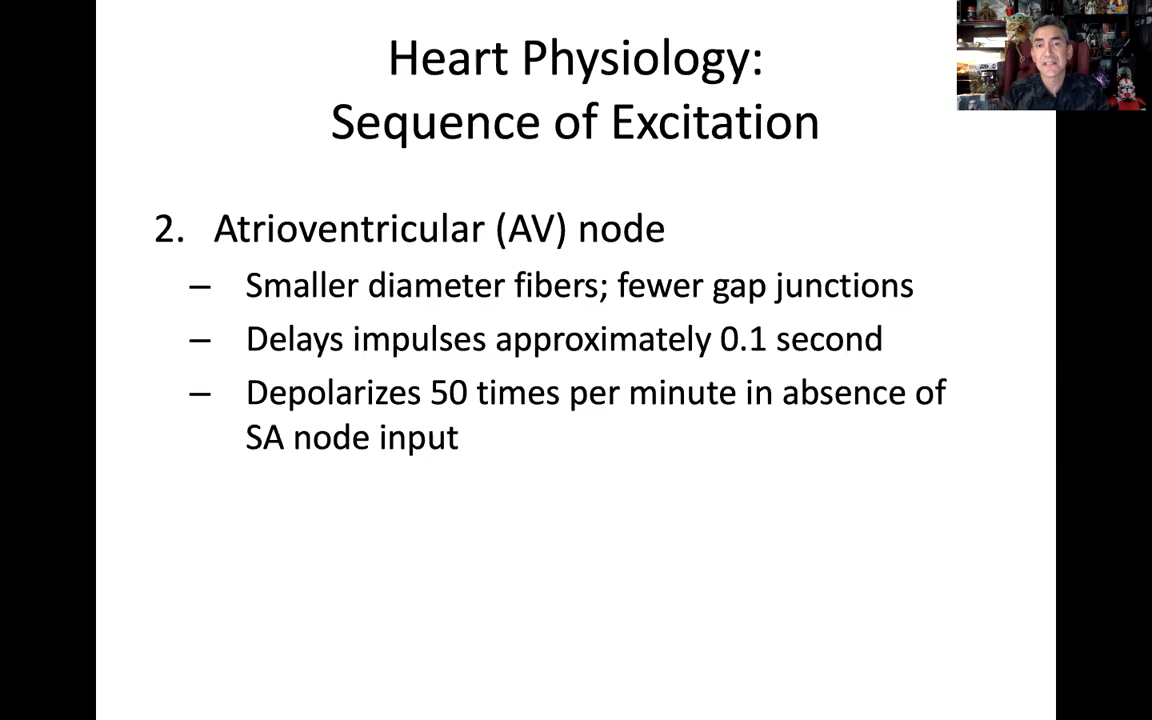 Heart Physiology:
Sequence of Excitation
2. Atrioventricular (AV) node
– Smaller diameter fibers; fewer gap junctions
– Delays impulses approximately 0.1 second
– Depolarizes 50 times per minute in absence of
SA node input